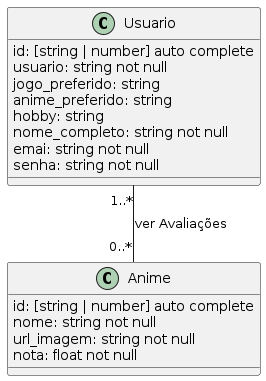 C Usuario
id: [string | number] auto complete
usuario: string not null
jogo_preferido: string
anime_preferido: string
hobby: string
nome_completo: string not null
emai: string not null
senha: string not null
1..*
ver Avaliações
0..*
C Anime
id: [string | number] auto complete
nome: string not null
url_imagem: string not null
nota: float not null